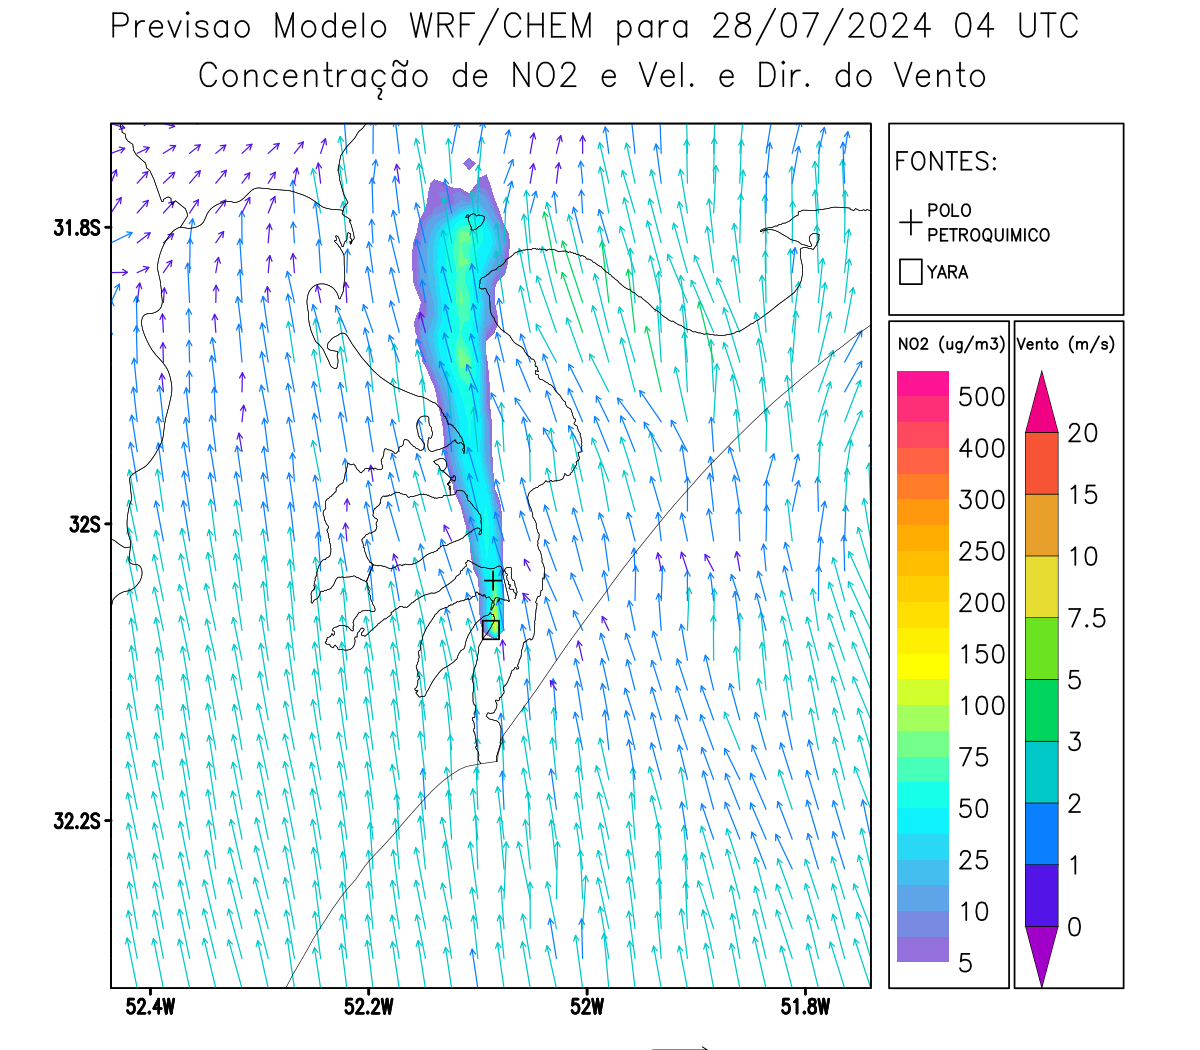 Previsao Modelo WRF/CHEM para 28/07/2024 04 UTC
Concentração de NO2 e Vel. e Dir. do Vento
FONTES:
POLO
PETROQUIMICO
YARA
NO2 (ug/m3)
500
400
300
250
200
150
100
75
50
25
10
5
Vento (m/s)
20
15
10
7.5
5
3
2
1
0
31.8S
32S
32.2S
52.4W
52.2W
52W
51.8W